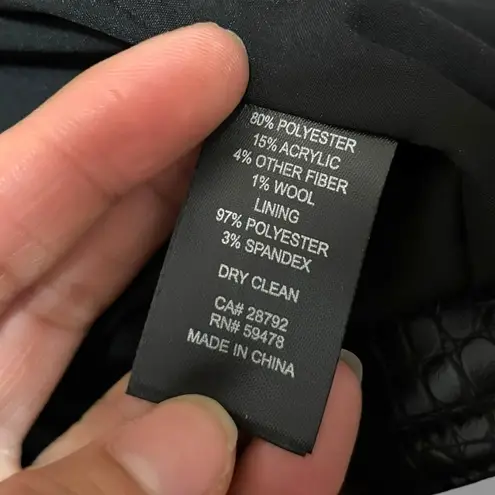 80% POLYESTER
15% ACRYLIC
4% OTHER FIBER
1% WOOL
LINING
97% POLYESTER
3% SPANDEX
DRY CLEAN
CA# 28792
RN# 59478
MADE IN CHINA